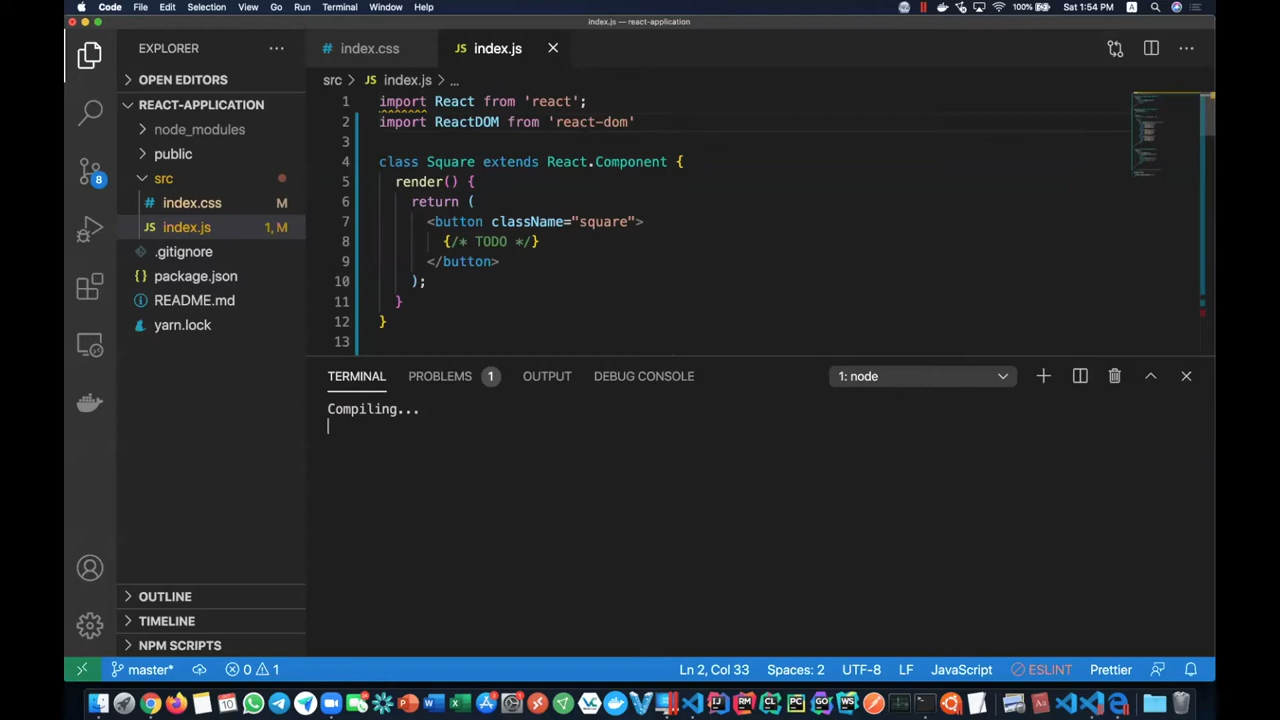 Code File Edit Selection View Go Run Terminal Window Help 100% Sat 1:54 PM A
index.js — react-application
EXPLORER
# index.css
JS index.js
OPEN EDITORS
REACT-APPLICATION
node_modules
public
src
# index.css M
JS index.js 1, M
.gitignore
{} package.json
README.md
yarn.lock
OUTLINE
TIMELINE
NPM SCRIPTS
8
src > JS index.js > ...
1 import React from 'react';
2 import ReactDOM from 'react-dom'
3
4 class Square extends React.Component {
5 render() {
6 return (
7 <button className="square">
8 {/* TODO */}
9 </button>
10 );
11 }
12 }
13
TERMINAL PROBLEMS 1 OUTPUT DEBUG CONSOLE 1: node
Compiling...
master* 0 1 Ln 2, Col 33 Spaces: 2 UTF-8 LF JavaScript ESLINT Prettier